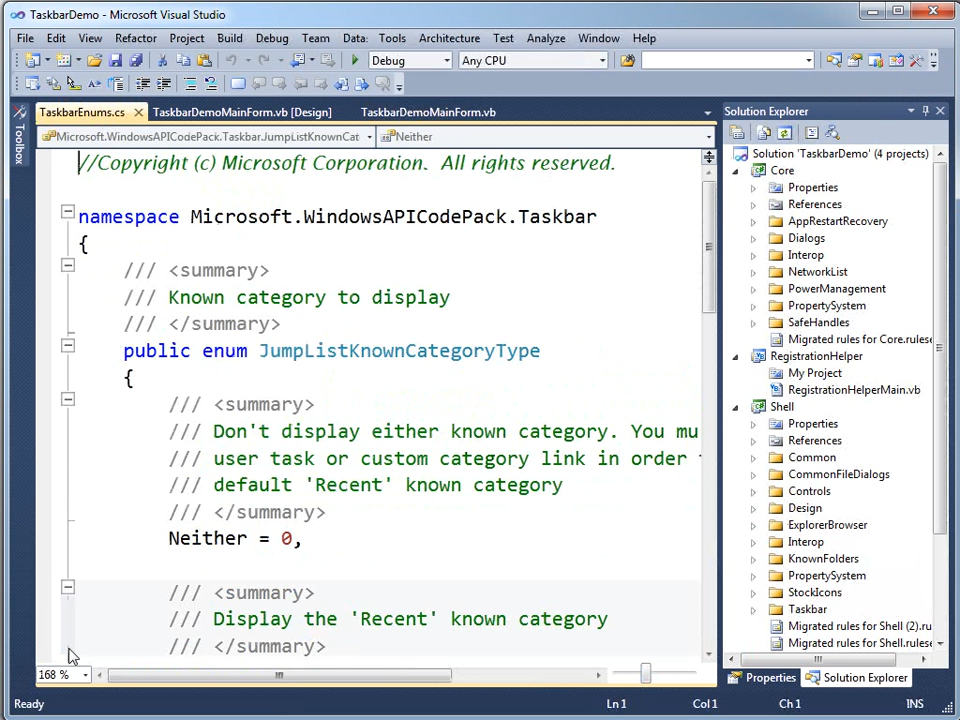 TaskbarDemo - Microsoft Visual Studio
File Edit View Refactor Project Build Debug Team Data: Tools Architecture Test Analyze Window Help
Debug Any CPU
TaskbarEnums.cs TaskbarDemoMainForm.vb [Design] TaskbarDemoMainForm.vb
Microsoft.WindowsAPICodePack.Taskbar.JumpListKnownCat Neither
Toolbox
//Copyright (c) Microsoft Corporation.  All rights reserved.
namespace Microsoft.WindowsAPICodePack.Taskbar
{
/// <summary>
/// Known category to display
/// </summary>
public enum JumpListKnownCategoryType
{
/// <summary>
/// Don't display either known category. You mu
/// user task or custom category link in order
/// default 'Recent' known category
/// </summary>
Neither = 0,
/// <summary>
/// Display the 'Recent' known category
/// </summary>
168 %
Solution Explorer
Solution 'TaskbarDemo' (4 projects)
Core
Properties
References
AppRestartRecovery
Dialogs
Interop
NetworkList
PowerManagement
PropertySystem
SafeHandles
Migrated rules for Core.rulese
RegistrationHelper
My Project
RegistrationHelperMain.vb
Shell
Properties
References
Common
CommonFileDialogs
Controls
Design
ExplorerBrowser
Interop
KnownFolders
PropertySystem
StockIcons
Taskbar
Migrated rules for Shell (2).ru
Migrated rules for Shell.rulese
Properties Solution Explorer
Ready Ln 1 Col 1 Ch 1 INS